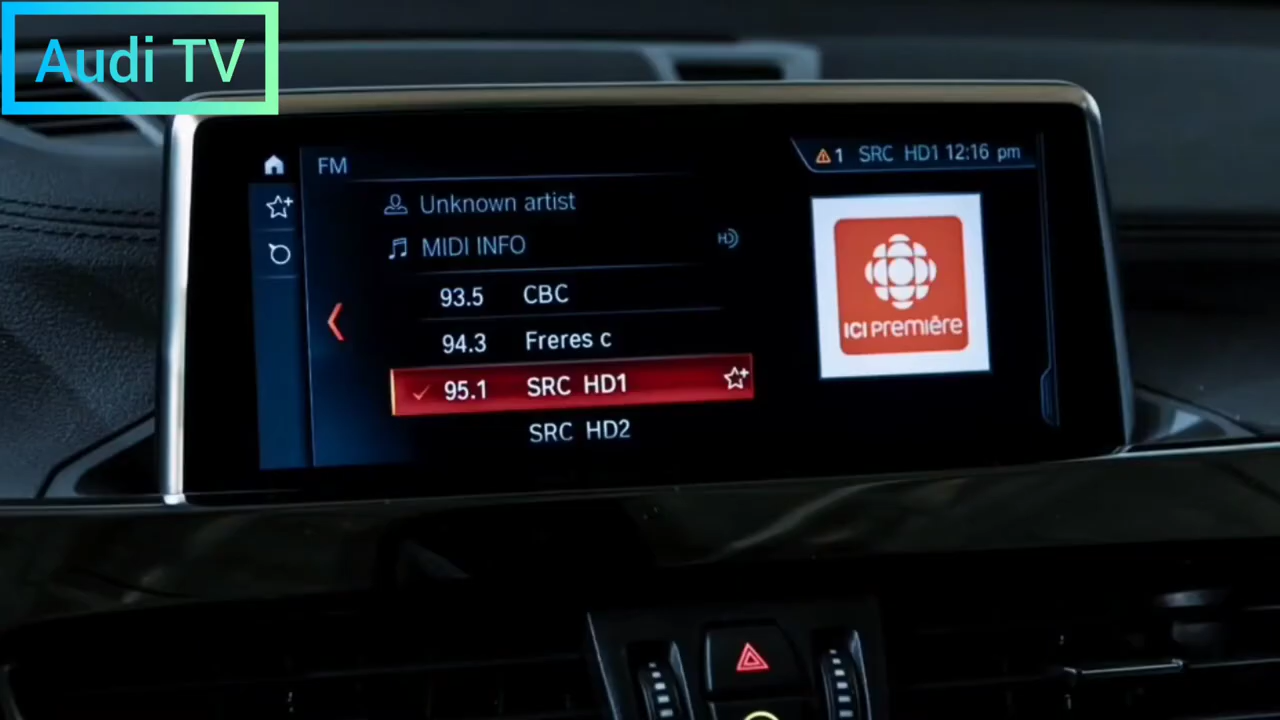 Audi TV
FM
1 SRC HD1 12:16 pm
Unknown artist
MIDI INFO
HD
93.5 CBC
94.3 Freres c
95.1 SRC HD1
SRC HD2
ICI PREMIÈRE